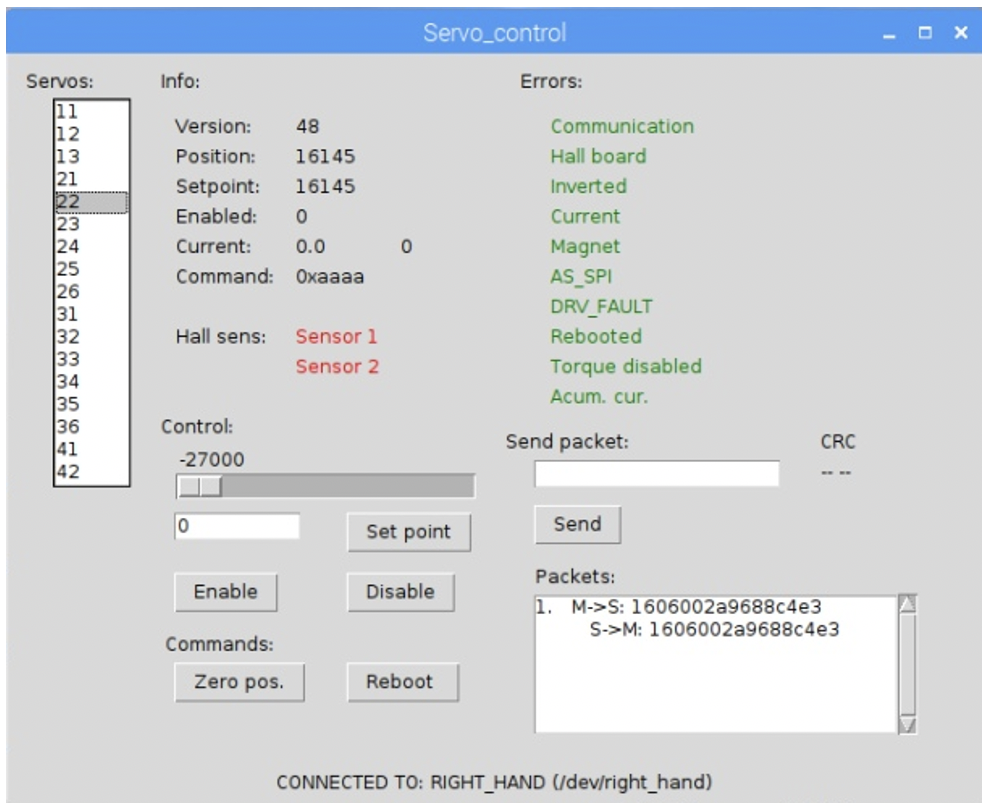 Servo_control
Servos:
11
12
13
21
22
23
24
25
26
31
32
33
34
35
36
41
42
Info:
Version: 48
Position: 16145
Setpoint: 16145
Enabled: 0
Current: 0.0 0
Command: 0xaaaa
Hall sens: Sensor 1
Sensor 2
Errors:
Communication
Hall board
Inverted
Current
Magnet
AS_SPI
DRV_FAULT
Rebooted
Torque disabled
Acum. cur.
Control:
-27000
0
Set point
Enable
Disable
Commands:
Zero pos.
Reboot
Send packet:
CRC
-- --
Send
Packets:
1. M->S: 1606002a9688c4e3
S->M: 1606002a9688c4e3
CONNECTED TO: RIGHT_HAND (/dev/right_hand)